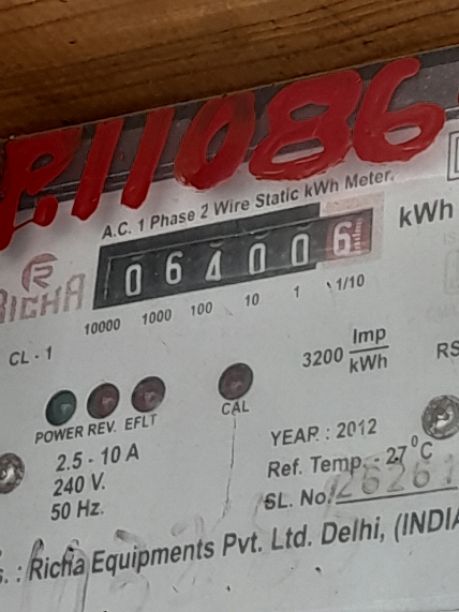 P.11086
A.C. 1 Phase 2 Wire Static kWh Meter.
RICHA
0 6 4 0 0 6 kWh
10000 1000 100 10 1 1/10
CL - 1
3200 Imp/kWh
RS
POWER REV. EFLT
CAL
2.5 - 10 A
240 V.
50 Hz.
YEAR : 2012
Ref. Temp. : 27°C
SL. No.
: Richa Equipments Pvt. Ltd. Delhi, (INDIA